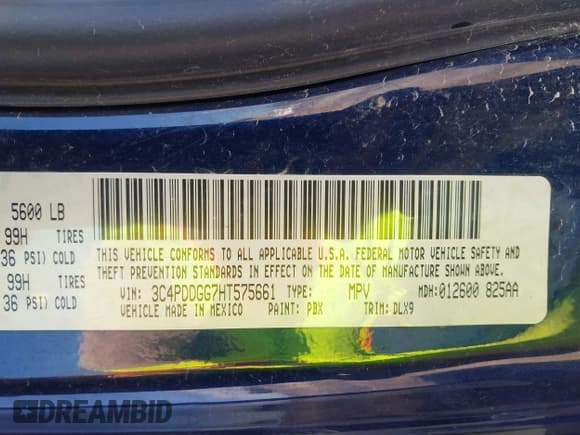 5600 LB
99H TIRES
36 PSI) COLD
99H TIRES
36 PSI) COLD
THIS VEHICLE CONFORMS TO ALL APPLICABLE U.S.A. FEDERAL MOTOR VEHICLE SAFETY AND
THEFT PREVENTION STANDARDS IN EFFECT ON THE DATE OF MANUFACTURE SHOWN ABOVE.
VIN: 3C4PDDGG7HT575661 TYPE: MPV MDH:012600 825AA
VEHICLE MADE IN MEXICO PAINT: PBX TRIM: DLX9
DREAMBID